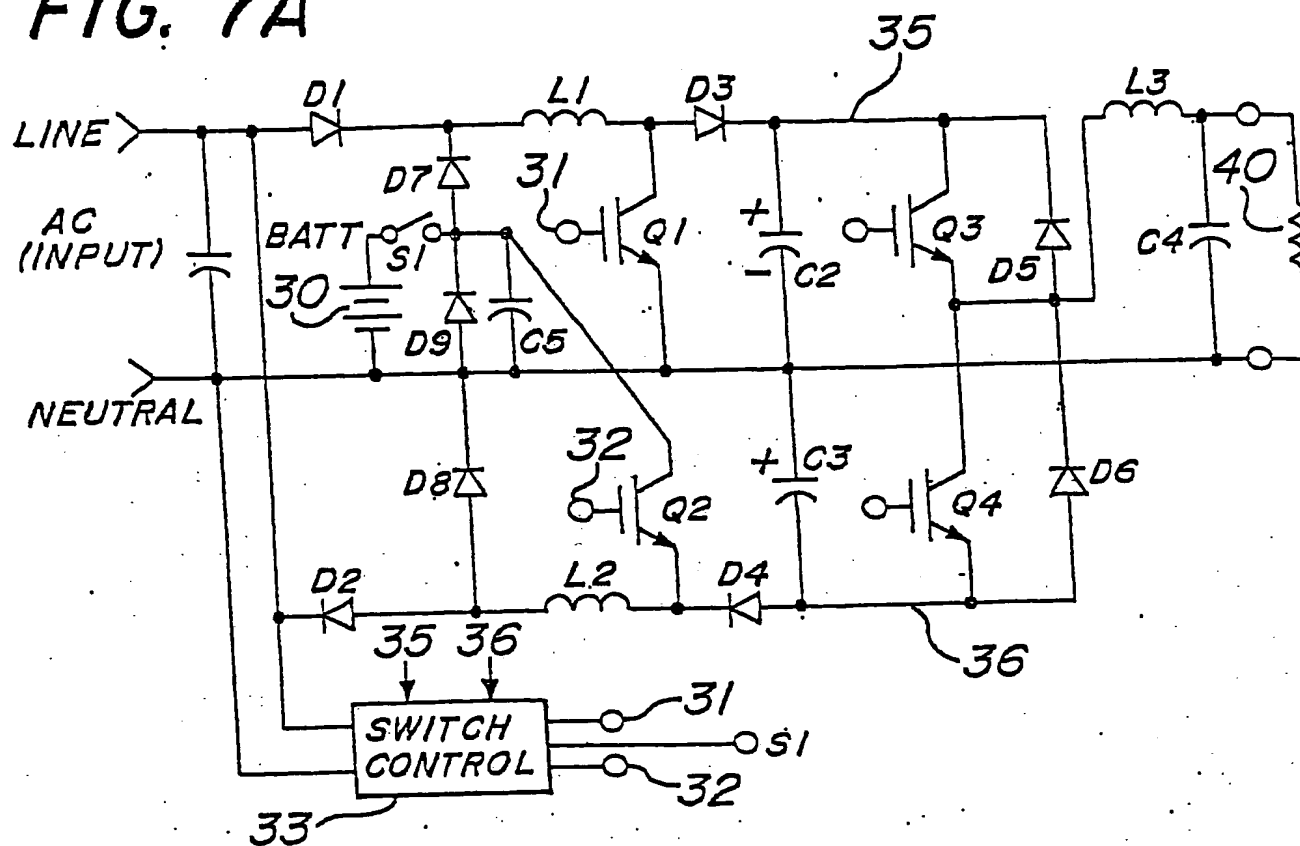 FIG. 7A
35
D1
L1
D3
L3
LINE
D7
31
40
AC
(INPUT)
BATT
S1
Q1
+
Q3
D5
C4
30
-
C2
D9
C5
NEUTRAL
32
+
C3
D8
Q2
Q4
D6
D2
L2
D4
35
36
36
SWITCH
CONTROL
31
S1
32
33